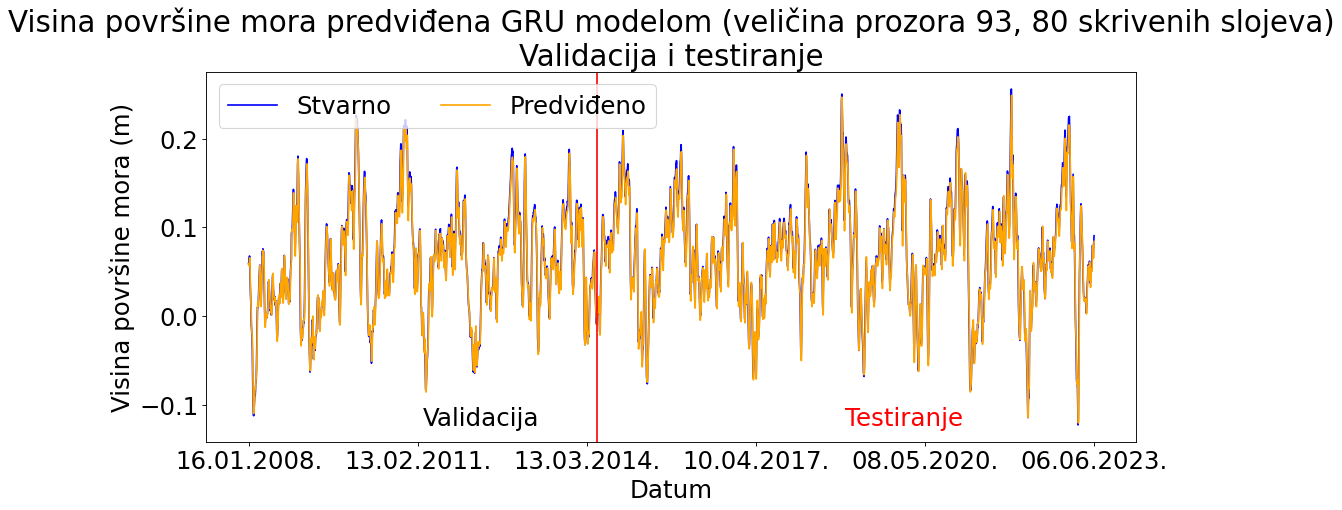 Visina površine mora predviđena GRU modelom (veličina prozora 93, 80 skrivenih slojeva)
Validacija i testiranje
Stvarno
Predviđeno
Visina površine mora (m)
0.2
0.1
0.0
−0.1
Validacija
Testiranje
16.01.2008.
13.02.2011.
13.03.2014.
10.04.2017.
08.05.2020.
06.06.2023.
Datum